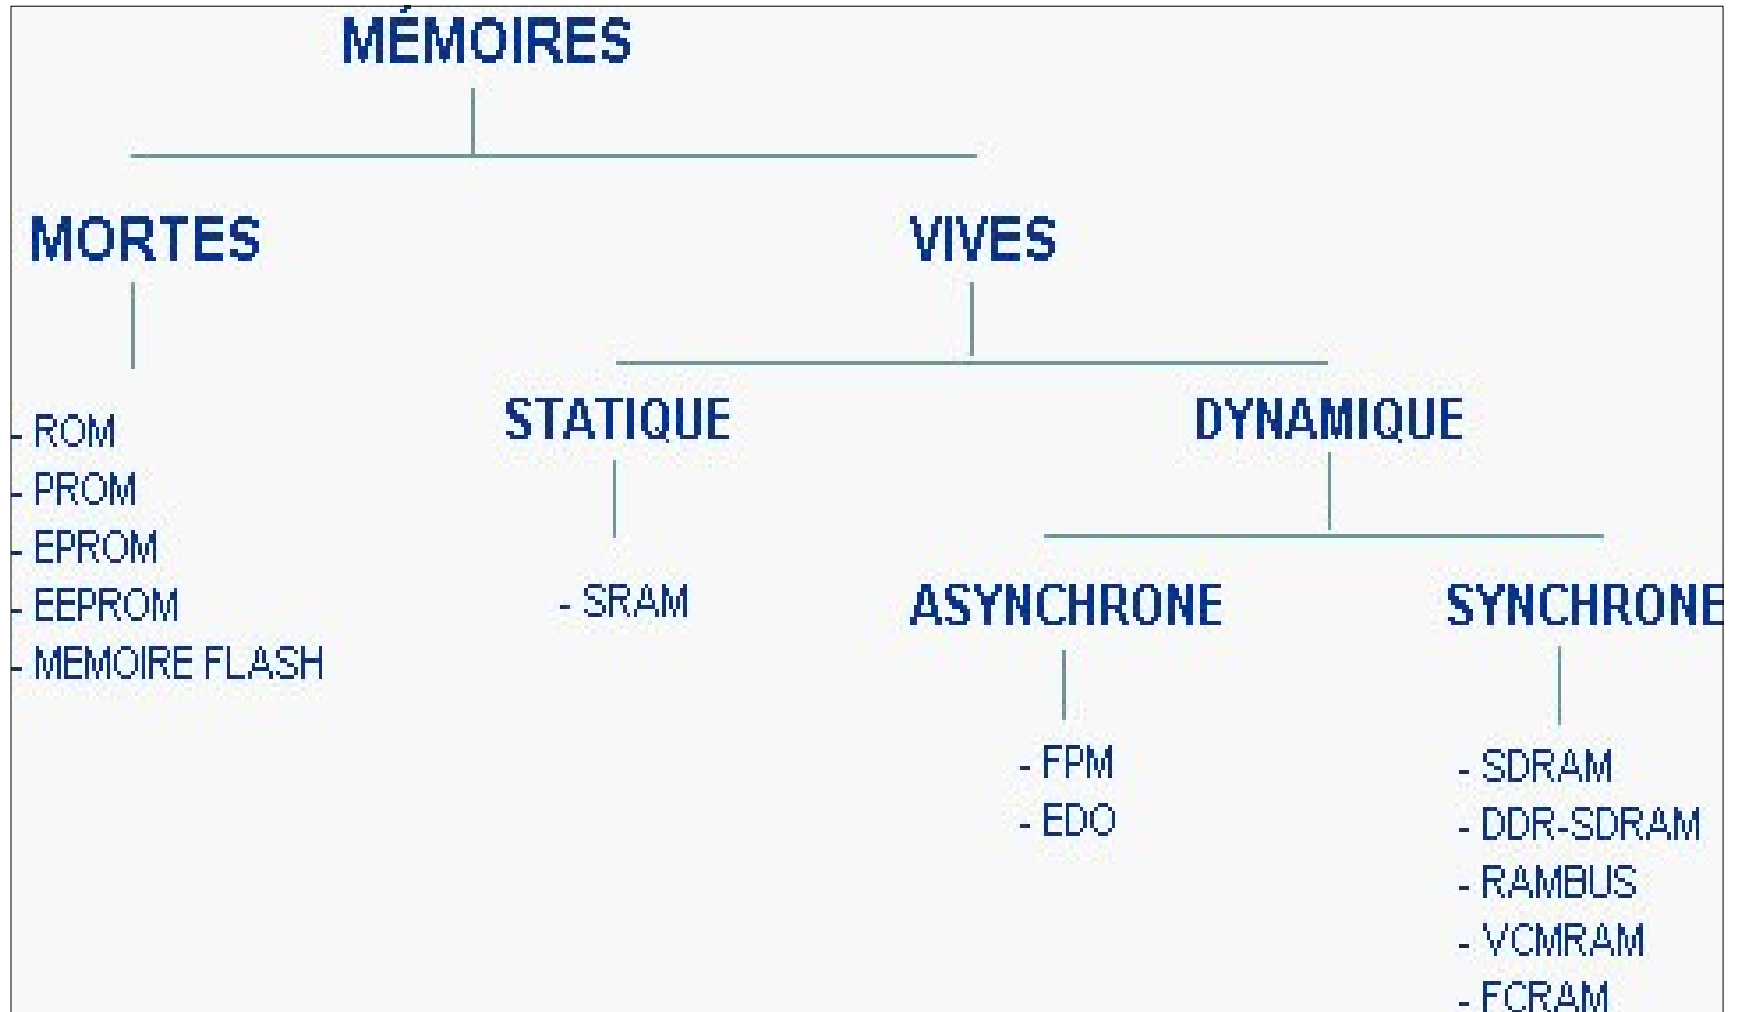 MÉMOIRES
MORTES
VIVES
- ROM
- PROM
- EPROM
- EEPROM
- MEMOIRE FLASH
STATIQUE
- SRAM
DYNAMIQUE
ASYNCHRONE
- FPM
- EDO
SYNCHRONE
- SDRAM
- DDR-SDRAM
- RAMBUS
- VCMRAM
- FCRAM